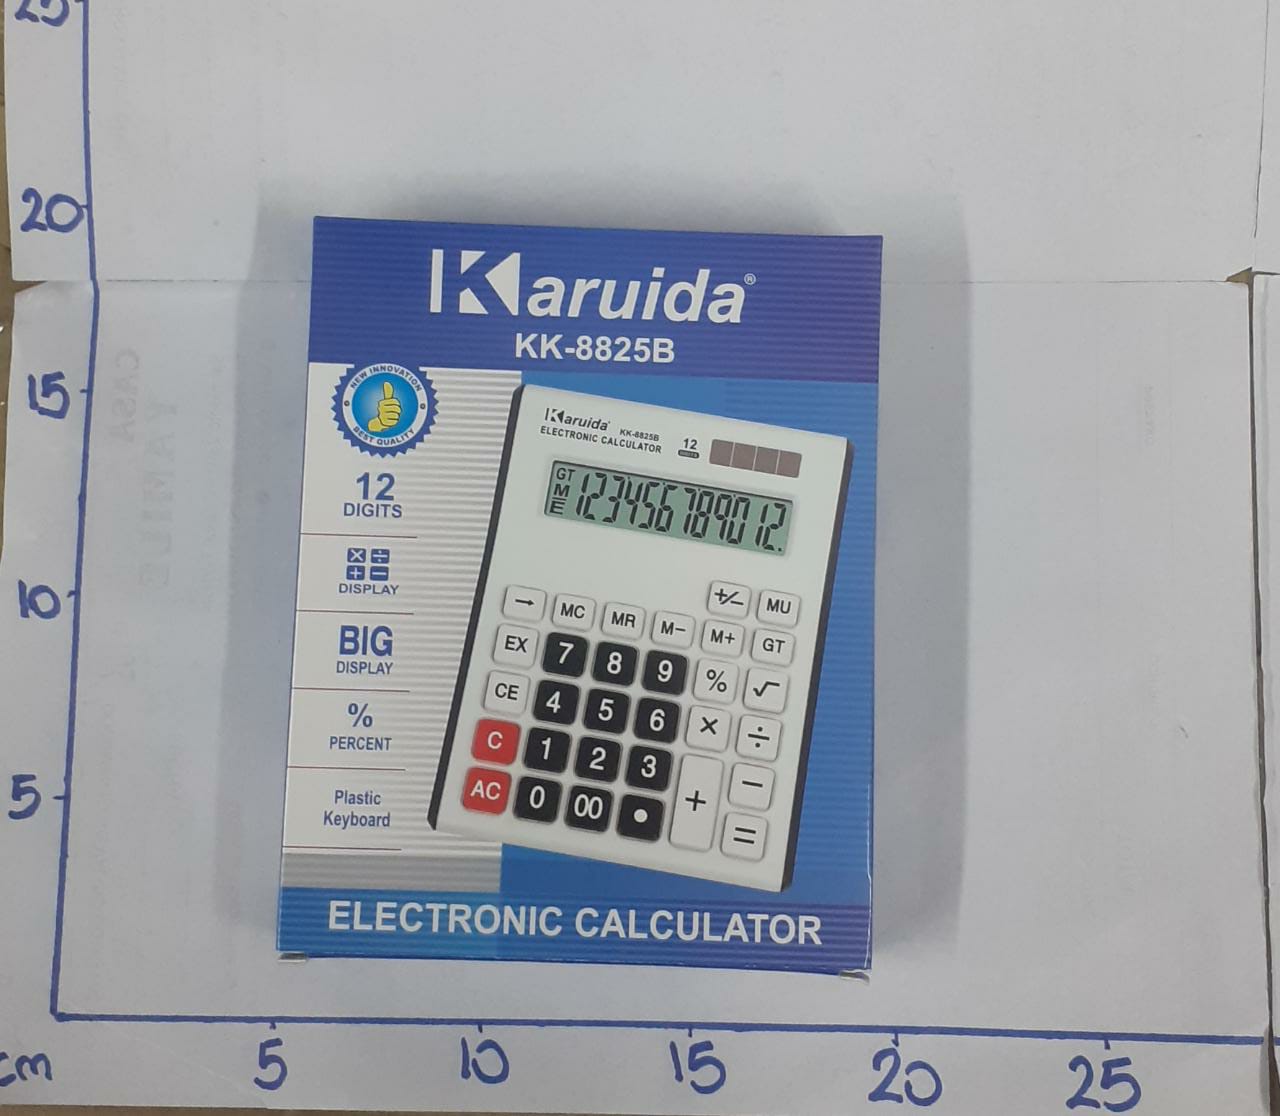 25
20
15
10
5
cm
5
10
15
20
25
Karuida®
KK-8825B
NEW INNOVATION
BEST QUALITY
12
DIGITS
× ÷
+ −
DISPLAY
BIG
DISPLAY
%
PERCENT
Plastic
Keyboard
Karuida® KK-8825B
ELECTRONIC CALCULATOR
12
DIGITS
GT
M
E
123456789012.
+/− MU
→ MC MR M− M+ GT
EX 7 8 9 % √
CE 4 5 6 × ÷
C 1 2 3 + −
AC 0 00 • =
ELECTRONIC CALCULATOR